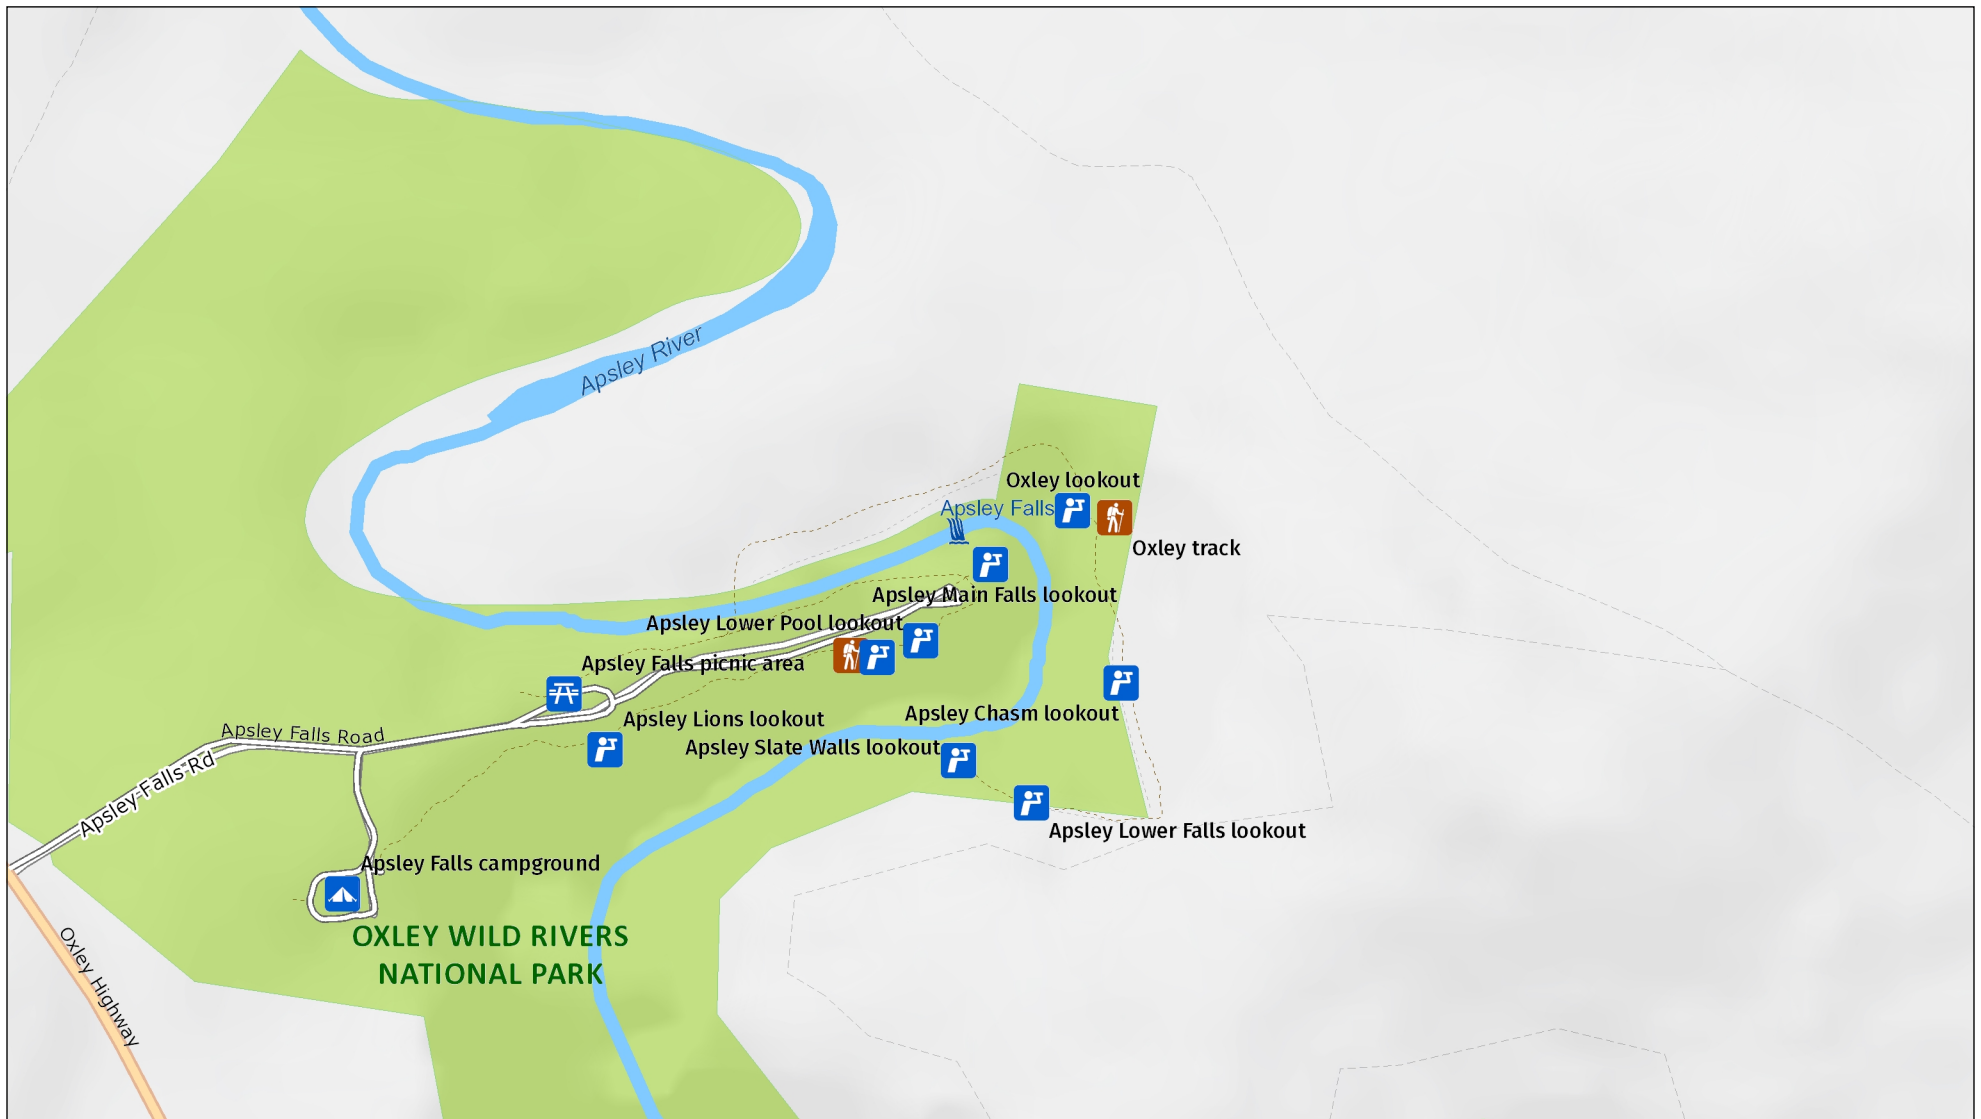 Apsley River
Oxley lookout
Apsley Falls
Oxley track
Apsley Main Falls lookout
Apsley Lower Pool lookout
Apsley Falls picnic area
Apsley Lions lookout
Apsley Chasm lookout
Apsley Falls Road
Apsley Slate Walls lookout
Apsley-Falls-Rd
Apsley Lower Falls lookout
Apsley Falls campground
OXLEY WILD RIVERS
NATIONAL PARK
Oxley Highway